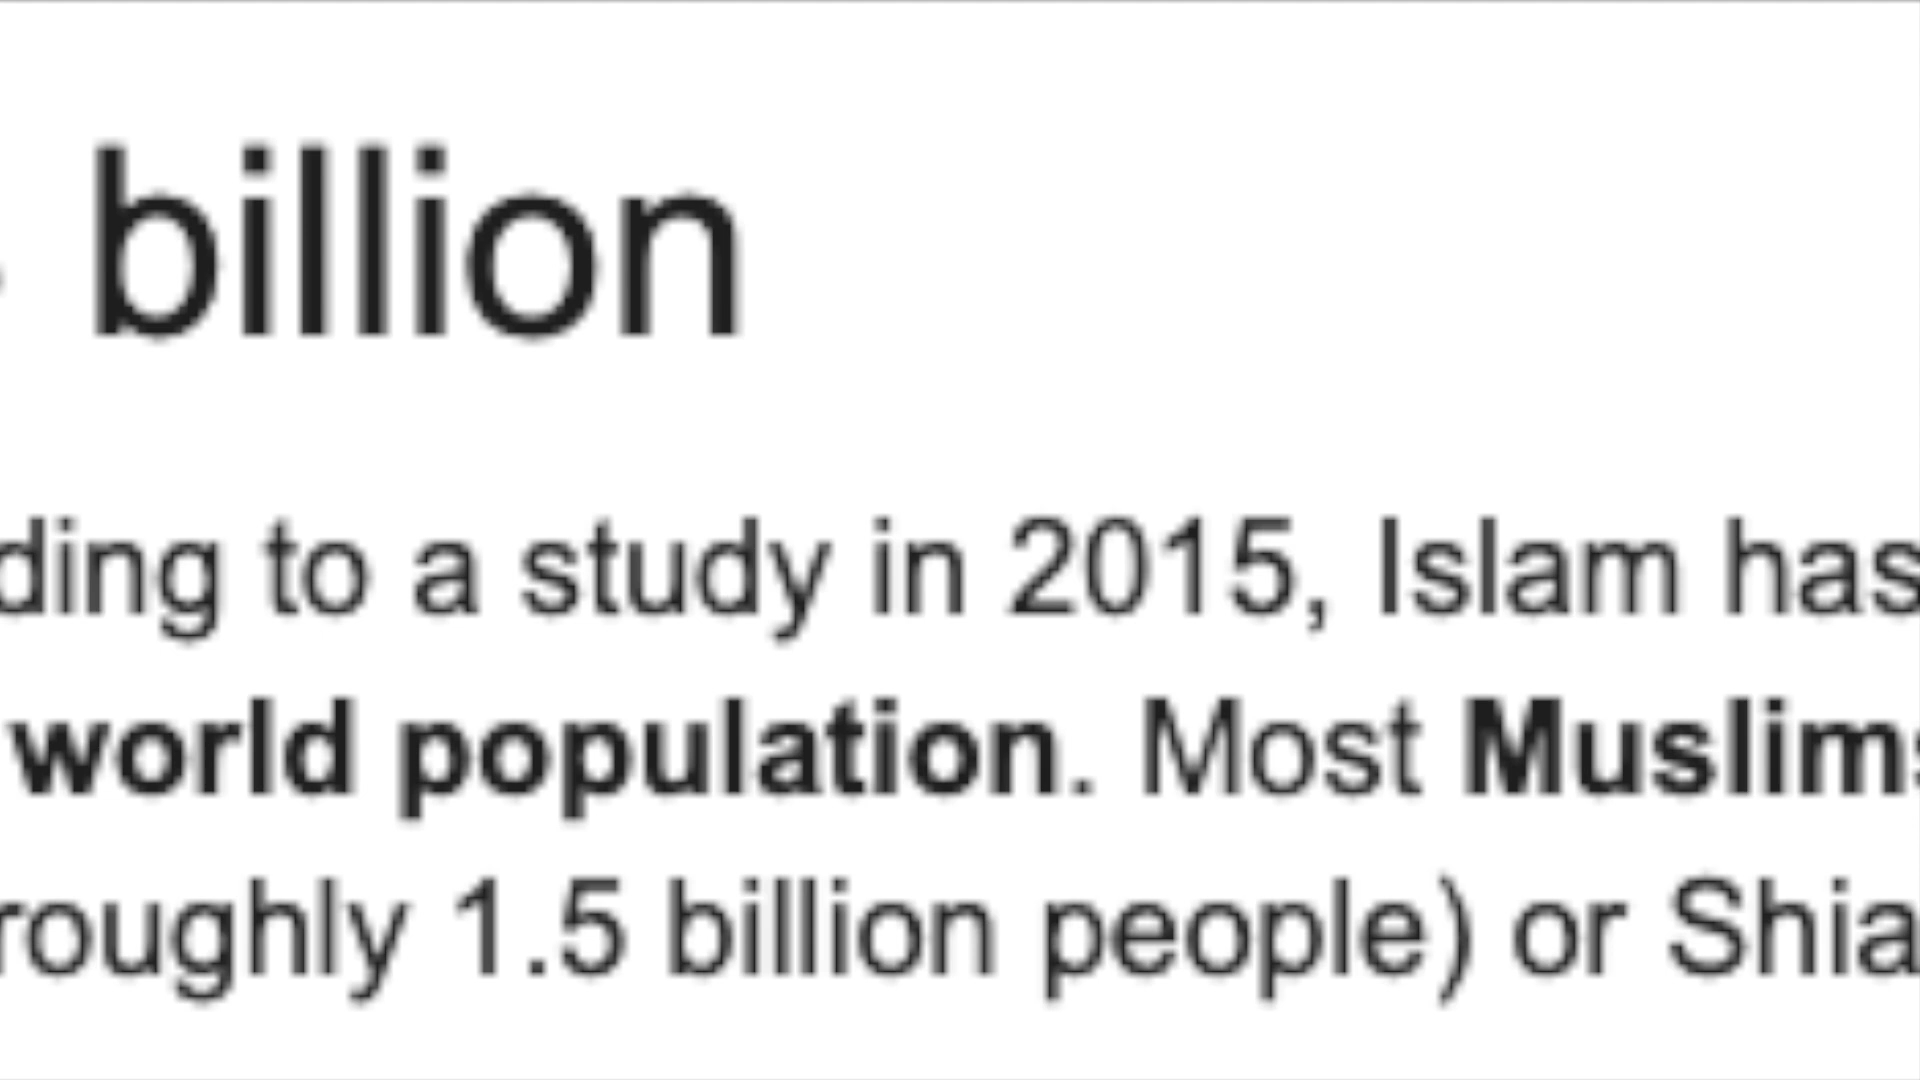 billion
ding to a study in 2015, Islam has
world population. Most Muslims
roughly 1.5 billion people) or Shia